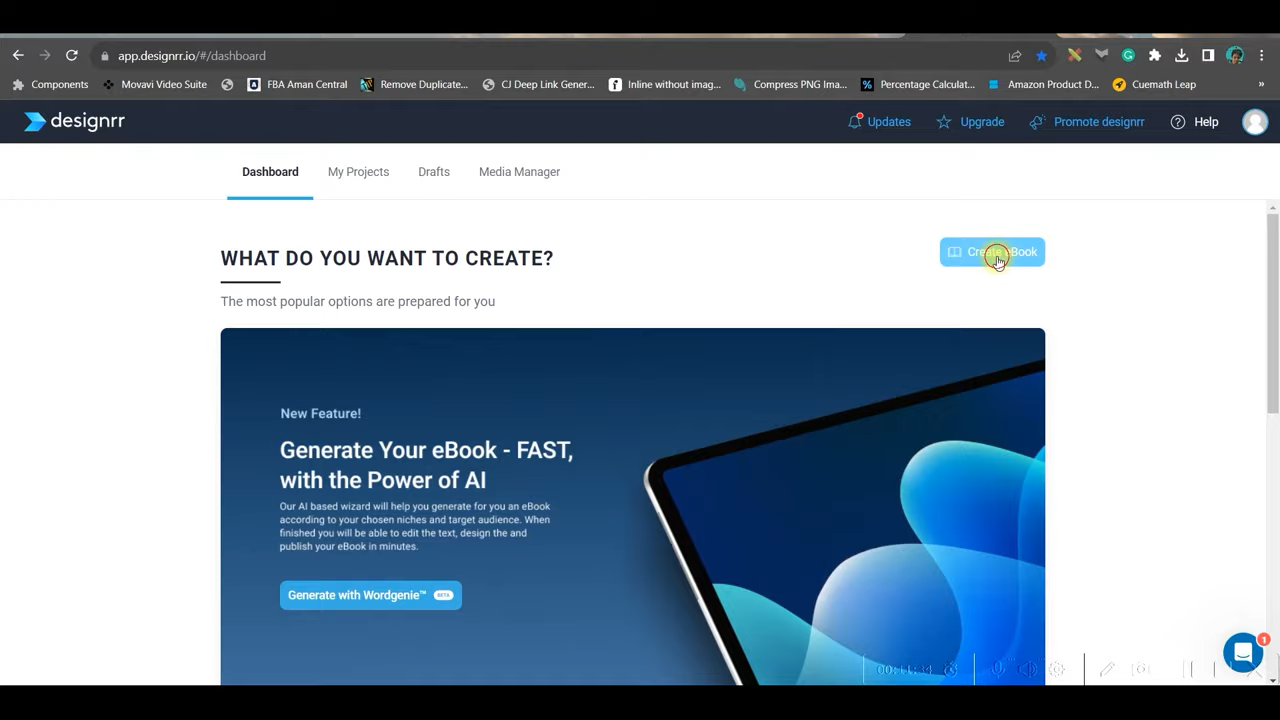 app.designrr.io/#/dashboard
Components
Movavi Video Suite
FBA Aman Central
Remove Duplicate...
CJ Deep Link Gener...
Inline without imag...
Compress PNG Ima...
Percentage Calculat...
Amazon Product D...
Cuemath Leap
»
designrr
Updates
Upgrade
Promote designrr
Help
Dashboard
My Projects
Drafts
Media Manager
WHAT DO YOU WANT TO CREATE?
Create eBook
The most popular options are prepared for you
New Feature!
Generate Your eBook - FAST,
with the Power of AI
Our AI based wizard will help you generate for you an eBook
according to your chosen niches and target audience. When
finished you will be able to edit the text, design the and
publish your eBook in minutes.
Generate with Wordgenie™ BETA
1